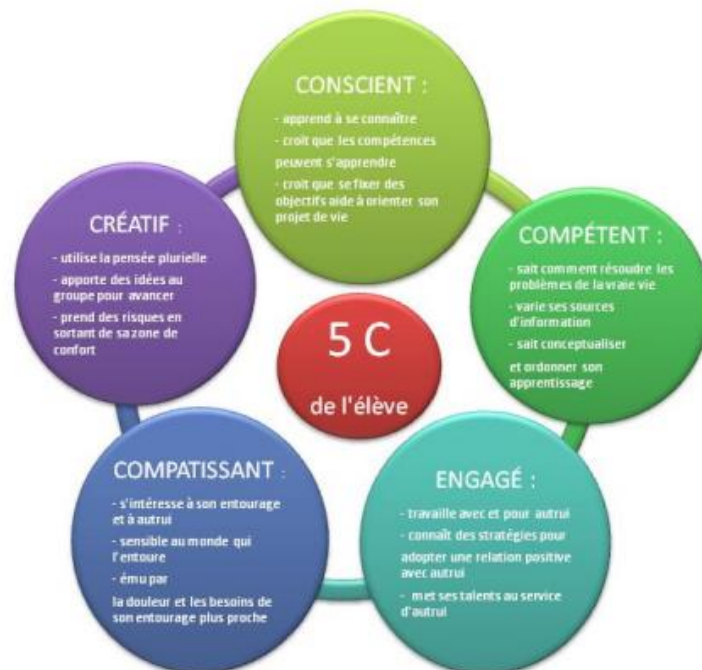 CONSCIENT :
- apprend à se connaître
- croit que les compétences
peuvent s'apprendre
- croit que se fixer des
objectifs aide à orienter son
projet de vie
COMPÉTENT :
- sait comment résoudre les
problèmes de la vraie vie
- varie ses sources
d'information
- sait conceptualiser
et ordonner son
apprentissage
ENGAGÉ :
- travaille avec et pour autrui
- connaît des stratégies pour
adopter une relation positive
avec autrui
- met ses talents au service
d'autrui
COMPATISSANT :
- s'intéresse à son entourage
et à autrui
- sensible au monde qui
l'entoure
- ému par
la douleur et les besoins de
son entourage plus proche
CRÉATIF :
- utilise la pensée plurielle
- apporte des idées au
groupe pour avancer
- prend des risques en
sortant de sa zone de
confort
5 C
de l'élève